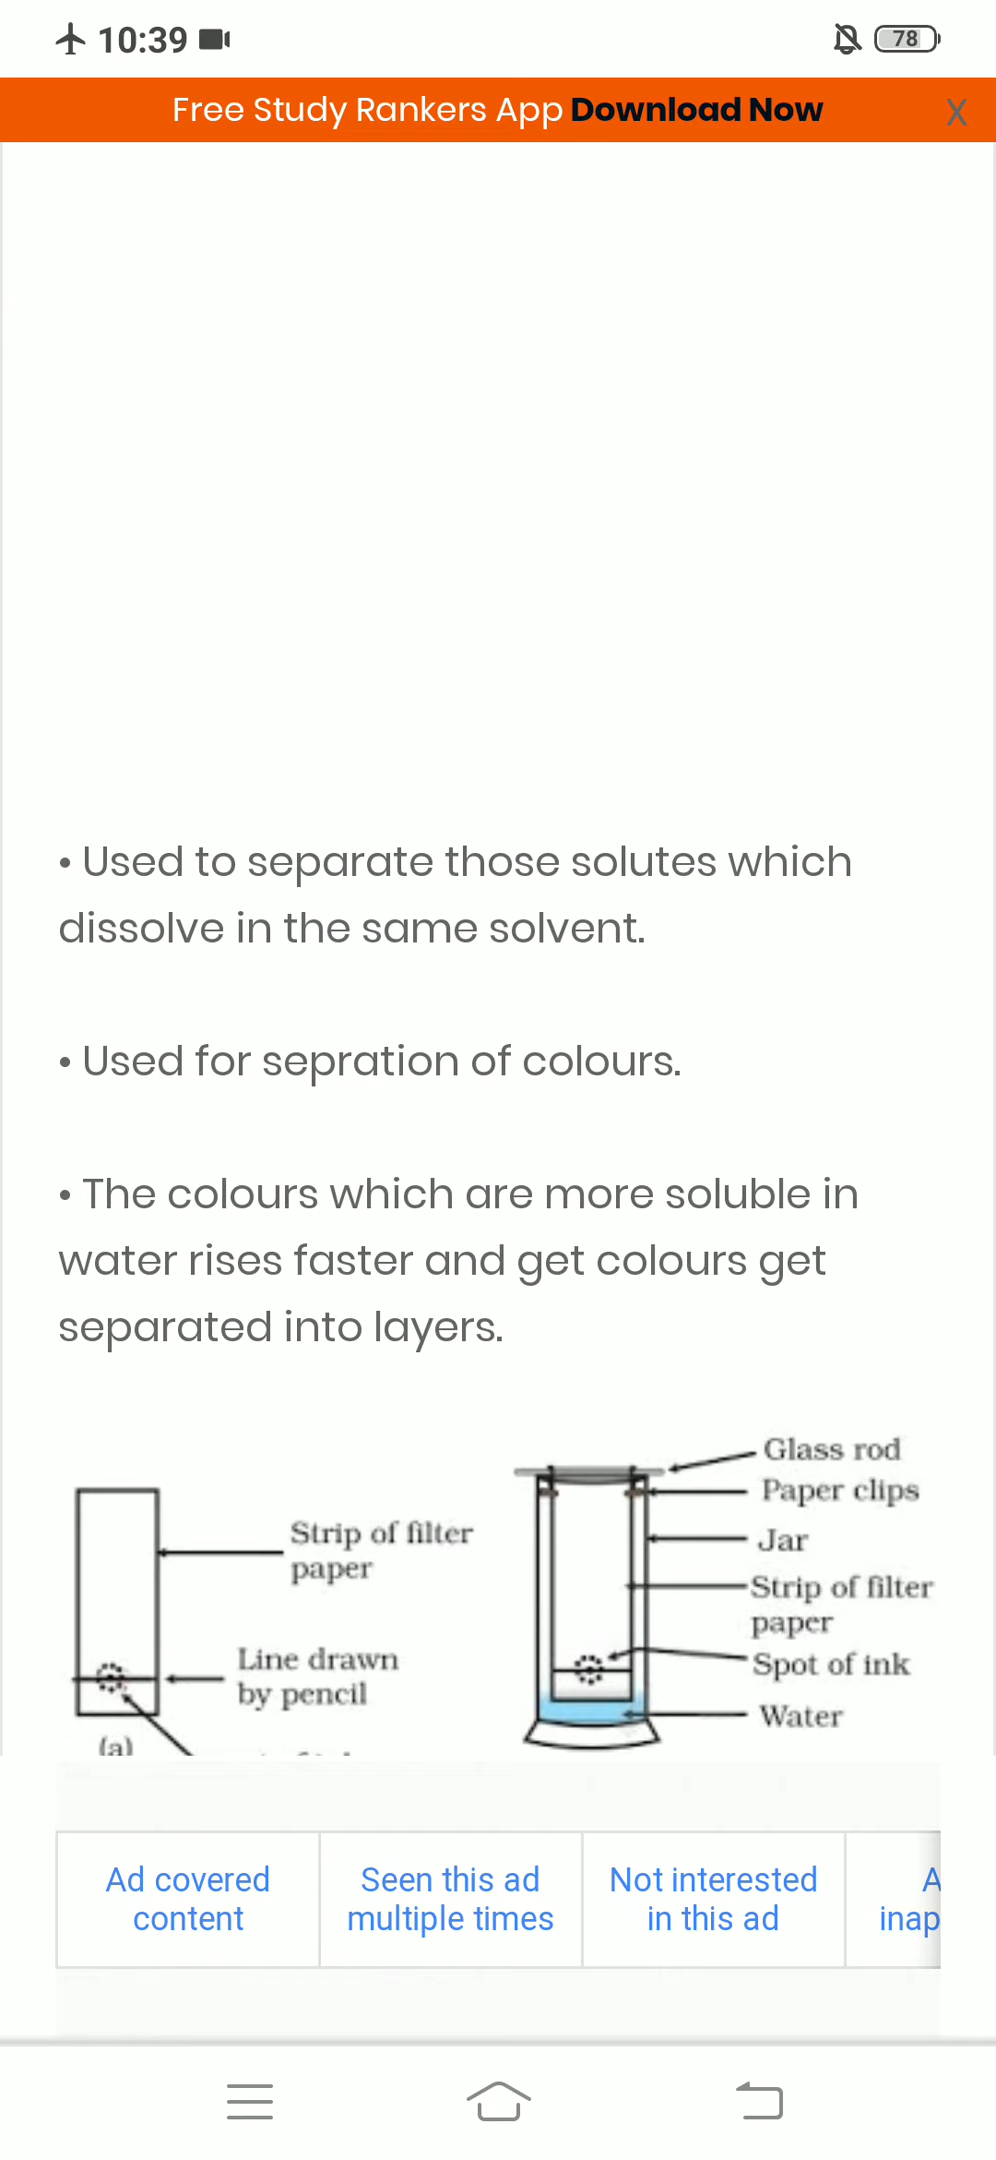 10:39
78
Free Study Rankers App Download Now X
• Used to separate those solutes which
dissolve in the same solvent.
• Used for sepration of colours.
• The colours which are more soluble in
water rises faster and get colours get
separated into layers.
Strip of filter
paper
Line drawn
by pencil
(a)
Glass rod
Paper clips
Jar
Strip of filter
paper
Spot of ink
Water
Ad covered
content
Seen this ad
multiple times
Not interested
in this ad
A
inap